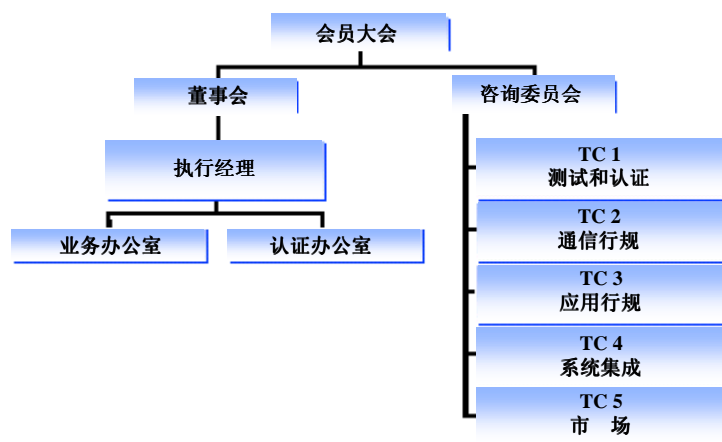 会员大会
董事会
咨询委员会
执行经理
业务办公室
认证办公室
TC 1
测试和认证
TC 2
通信行规
TC 3
应用行规
TC 4
系统集成
TC 5
市 场